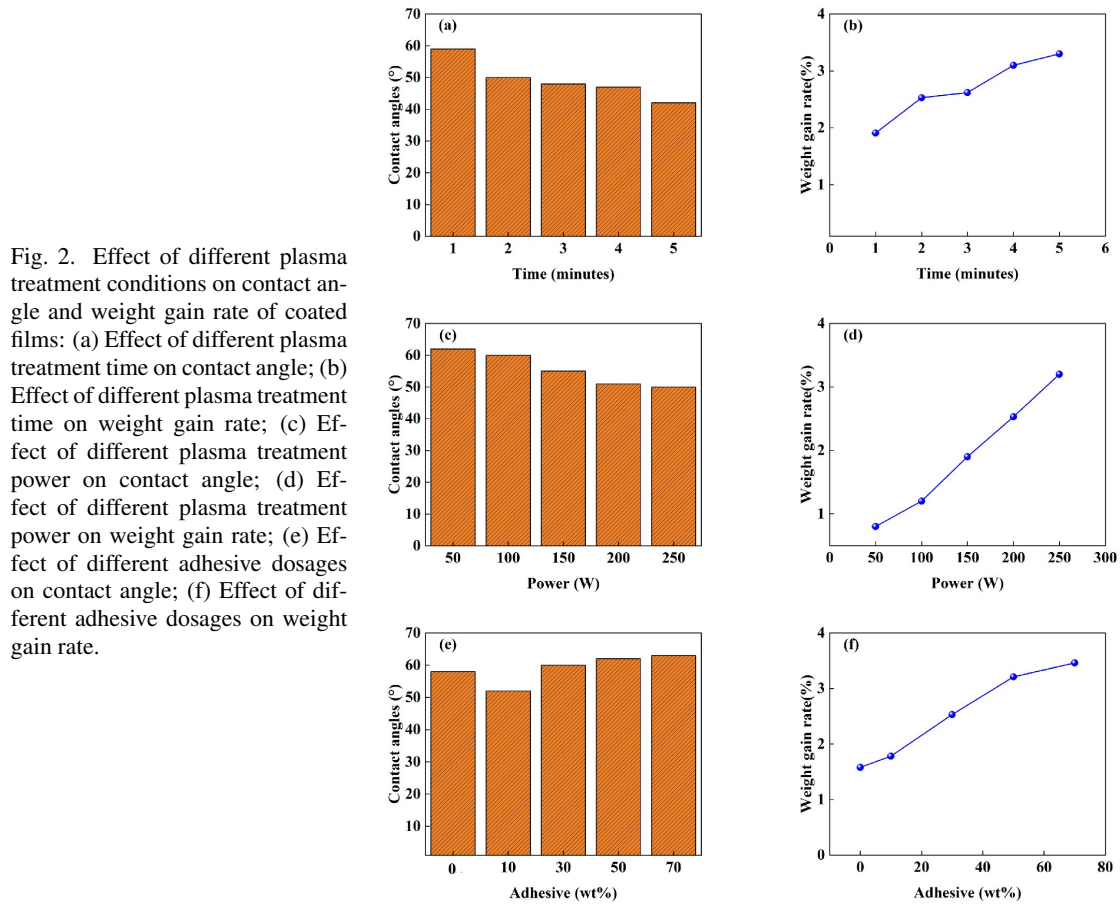 Fig. 2. Effect of different plasma
treatment conditions on contact an-
gle and weight gain rate of coated
films: (a) Effect of different plasma
treatment time on contact angle; (b)
Effect of different plasma treatment
time on weight gain rate; (c) Ef-
fect of different plasma treatment
power on contact angle; (d) Ef-
fect of different plasma treatment
power on weight gain rate; (e) Ef-
fect of different adhesive dosages
on contact angle; (f) Effect of dif-
ferent adhesive dosages on weight
gain rate.
(a)
Contact angles (°)
70
60
50
40
30
20
10
0
1 2 3 4 5
Time (minutes)
(b)
Weight gain rate(%)
4
3
2
1
0 1 2 3 4 5 6
Time (minutes)
(c)
Contact angles (°)
70
60
50
40
30
20
10
0
50 100 150 200 250
Power (W)
(d)
Weight gain rate(%)
4
3
2
1
0 50 100 150 200 250 300
Power (W)
(e)
Contact angles (°)
70
60
50
40
30
20
10
0 10 30 50 70
Adhesive (wt%)
(f)
Weight gain rate(%)
4
3
2
1
0
0 20 40 60 80
Adhesive (wt%)